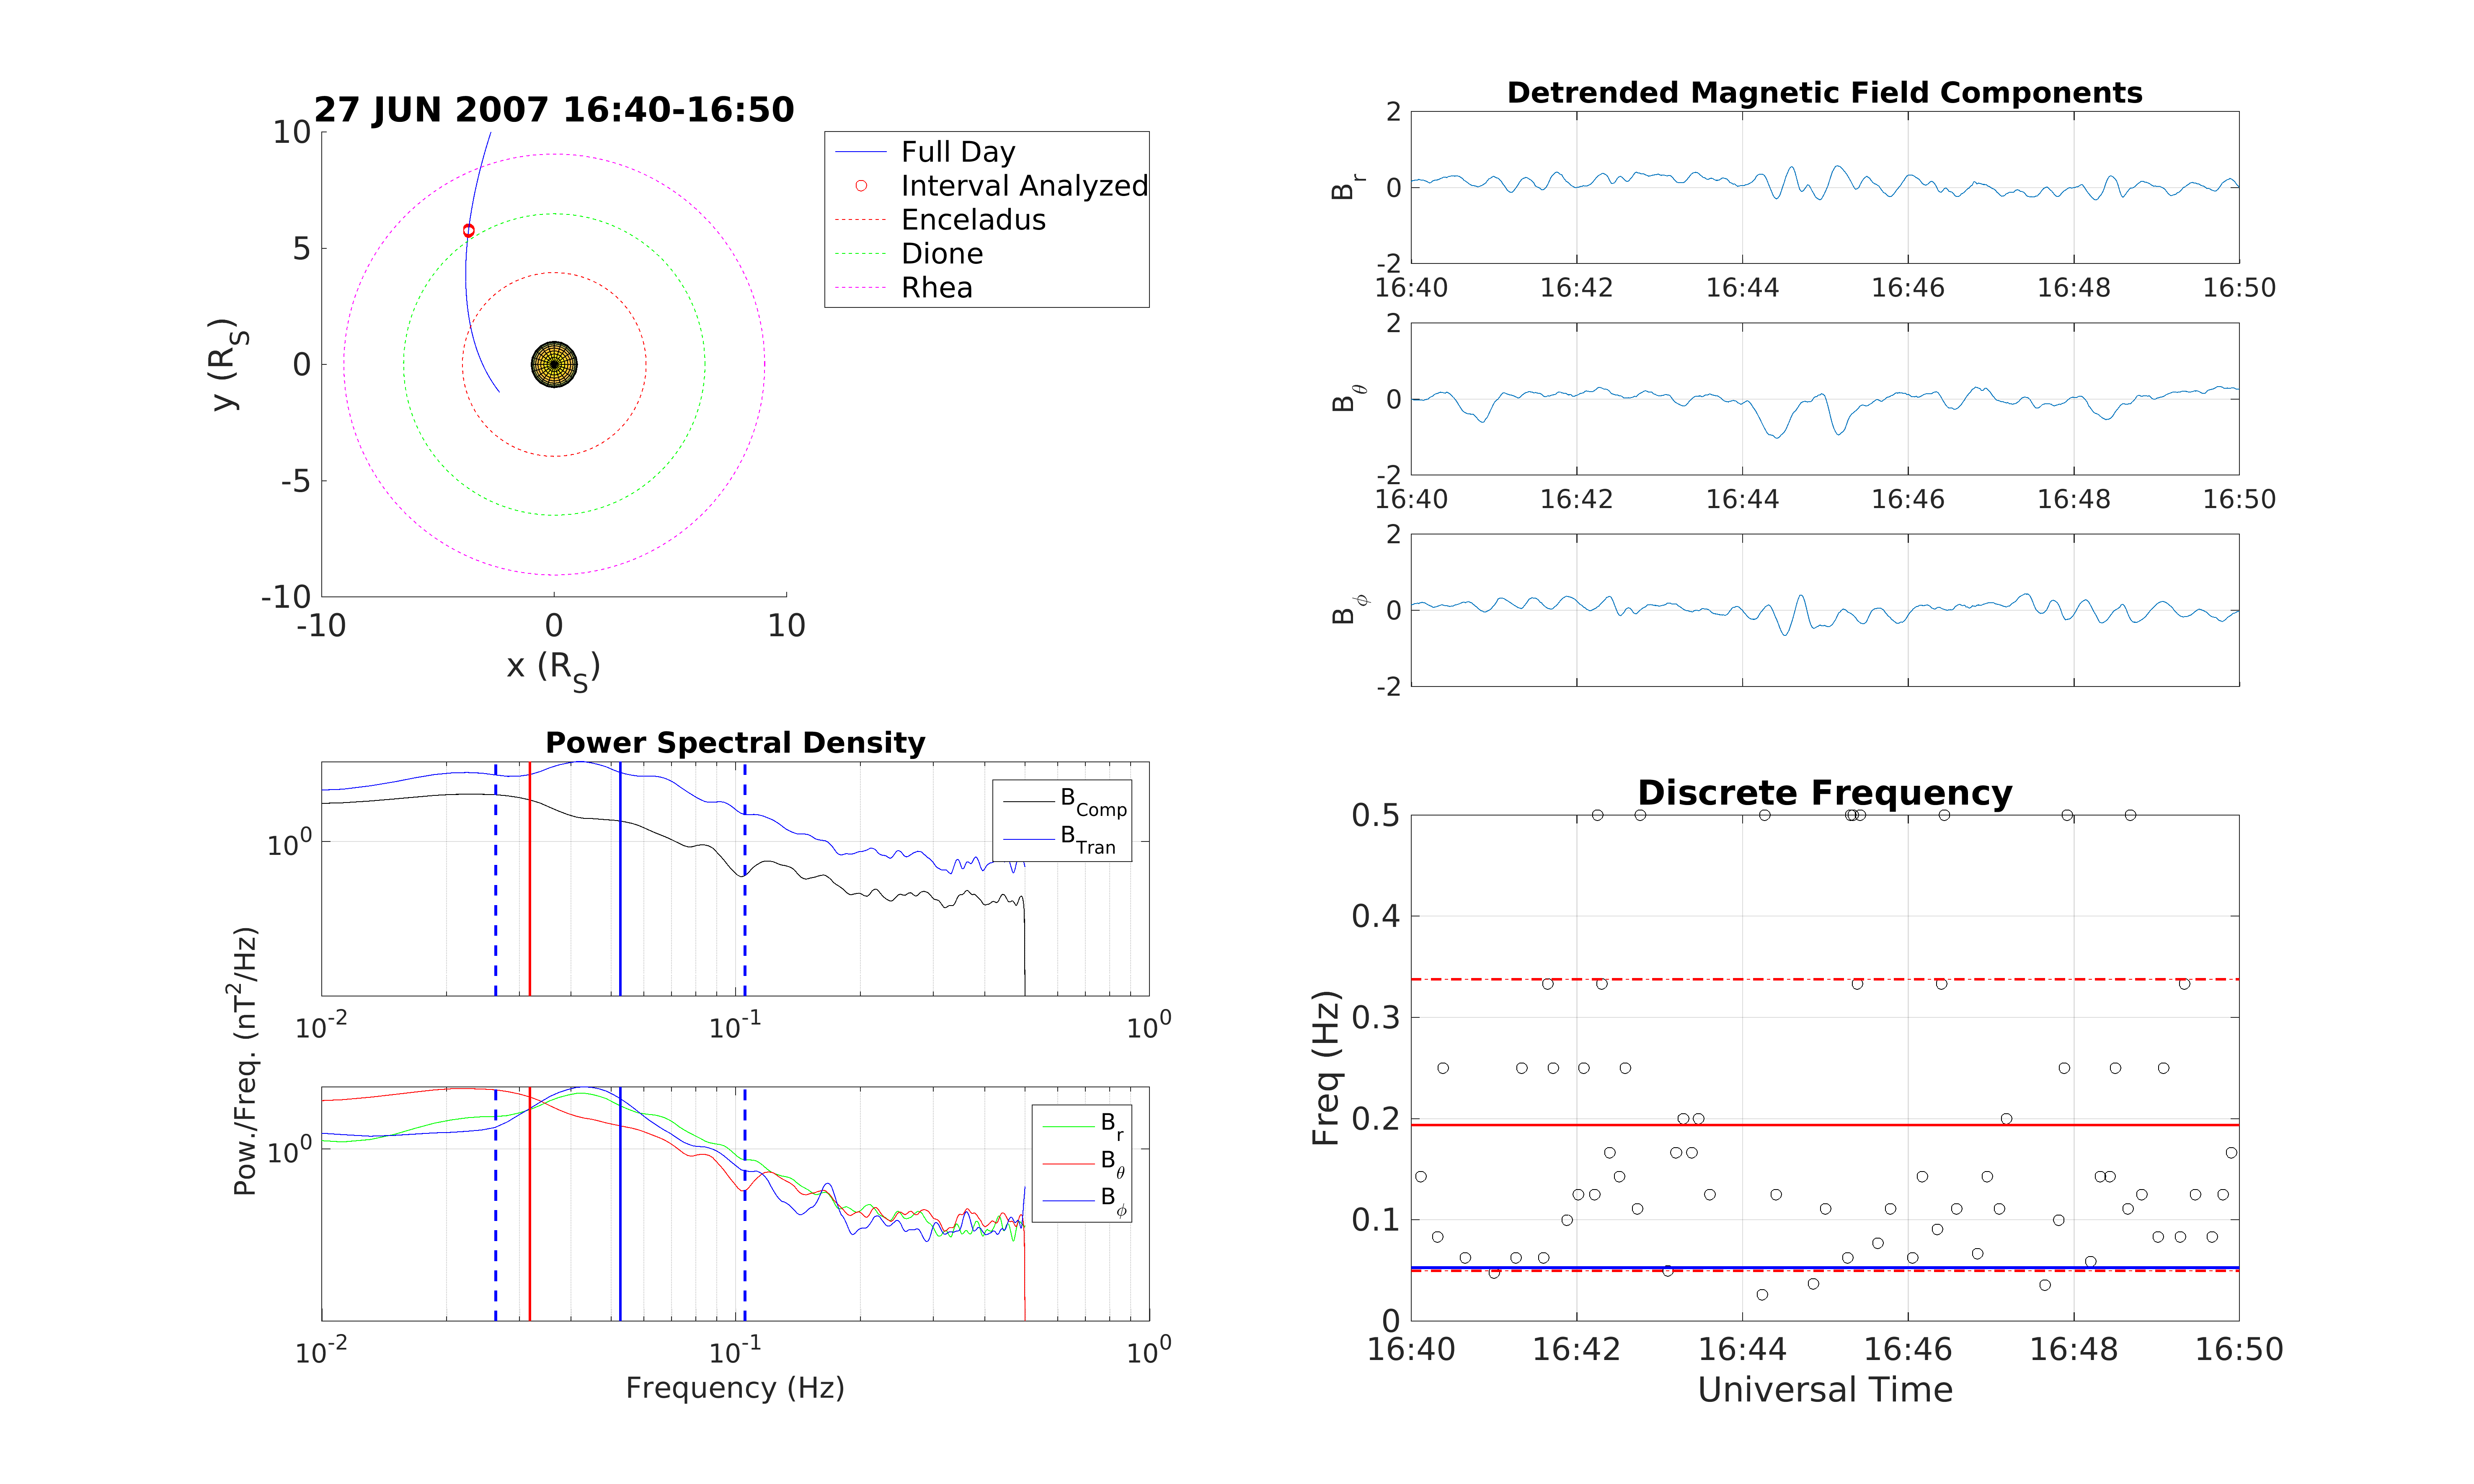 27 JUN 2007 16:40-16:50
10
5
0
-5
-10
-10 0 10
y (R_S)
x (R_S)
Full Day
Interval Analyzed
Enceladus
Dione
Rhea
Detrended Magnetic Field Components
2
0
-2
B_r
16:40 16:42 16:44 16:46 16:48 16:50
2
0
-2
B_θ
16:40 16:42 16:44 16:46 16:48 16:50
2
0
-2
B_ϕ
Power Spectral Density
10^0
B_Comp
B_Tran
10^-2 10^-1 10^0
Pow./Freq. (nT^2/Hz)
10^0
B_r
B_θ
B_ϕ
10^-2 10^-1 10^0
Frequency (Hz)
Discrete Frequency
0.5
0.4
0.3
0.2
0.1
0
Freq (Hz)
16:40 16:42 16:44 16:46 16:48 16:50
Universal Time